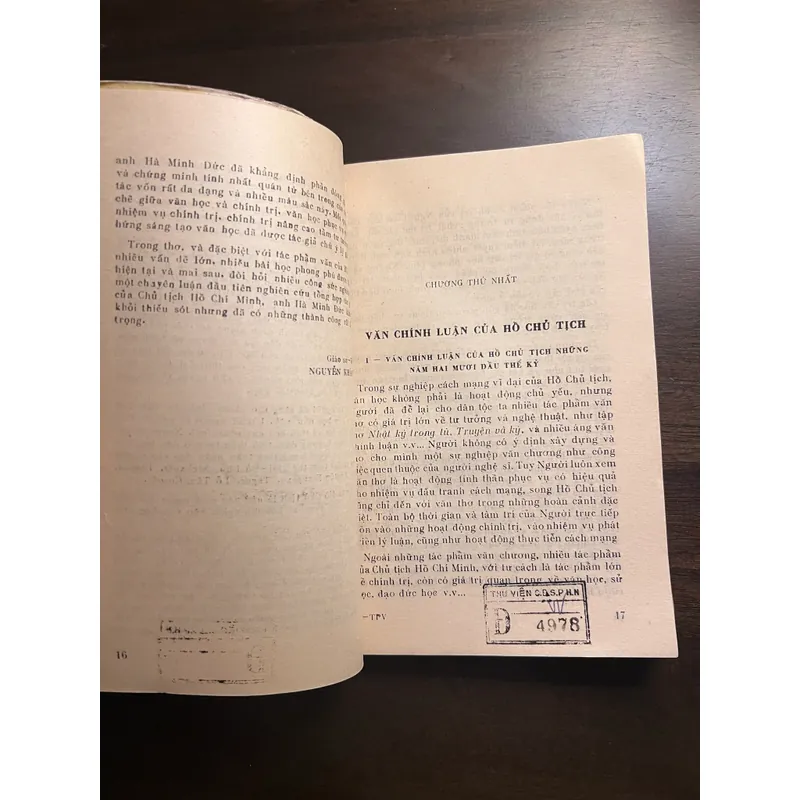 anh Hà Minh Đức đã khẳng định phản
và chứng minh tính nhất quán từ bên trong
tác vốn rất đa dạng và nhiều màu sắc này.
chẽ giữa văn học và chính trị, văn học phục
nhiệm vụ chính trị, chính trị nâng cao tầm tư
hứng sáng tạo văn học đã được tác giả chú ý lý
Trong thơ, và đặc biệt với tác phẩm văn của
nhiều vấn đề lớn, nhiều bài học phong phú
hiện tại và mai sau, đòi hỏi nhiều công sức
một chuyên luận đầu tiên nghiên cứu tổng hợp
của Chủ tịch Hồ Chí Minh, anh Hà Minh Đức
khỏi thiếu sót nhưng đã có những thành công
trọng.
Giáo sư
NGUYỄN
16
CHƯƠNG THỨ NHẤT
VĂN CHÍNH LUẬN CỦA HỒ CHỦ TỊCH
I — VĂN CHÍNH LUẬN CỦA HỒ CHỦ TỊCH NHỮNG
NĂM HAI MƯƠI ĐẦU THẾ KỶ
Trong sự nghiệp cách mạng vĩ đại của Hồ Chủ tịch,
ăn học không phải là hoạt động chủ yếu, nhưng
gười đã để lại cho dân tộc ta nhiều tác phẩm văn
hơ có giá trị lớn về tư tưởng và nghệ thuật, như tập
hơ Nhật ký trong tù, Truyện và ký, và nhiều áng văn
hính luận v.v... Người không có ý định xây dựng và
ho cho mình một sự nghiệp văn chương như công
iệc quen thuộc của người nghệ sĩ. Tuy Người luôn xem
ăn thơ là hoạt động tinh thần phục vụ có hiệu quả
ho nhiệm vụ đấu tranh cách mạng, song Hồ Chủ tịch
ũng chỉ đến với văn thơ trong những hoàn cảnh đặc
iệt. Toàn bộ thời gian và tâm trí của Người trực tiếp
ồn vào những hoạt động chính trị, vào nhiệm vụ phát
iển lý luận, cũng như hoạt động thực tiễn cách mạng
Ngoài những tác phẩm văn chương, nhiều tác phẩm
ủa Chủ tịch Hồ Chí Minh, với tư cách là tác phẩm lớn
ề chính trị, còn có giá trị quan trọng về văn học, sử
ọc, đạo đức học v.v...
THƯ VIỆN C.Đ.S.P.H.N
Đ 4978
—TPV
17